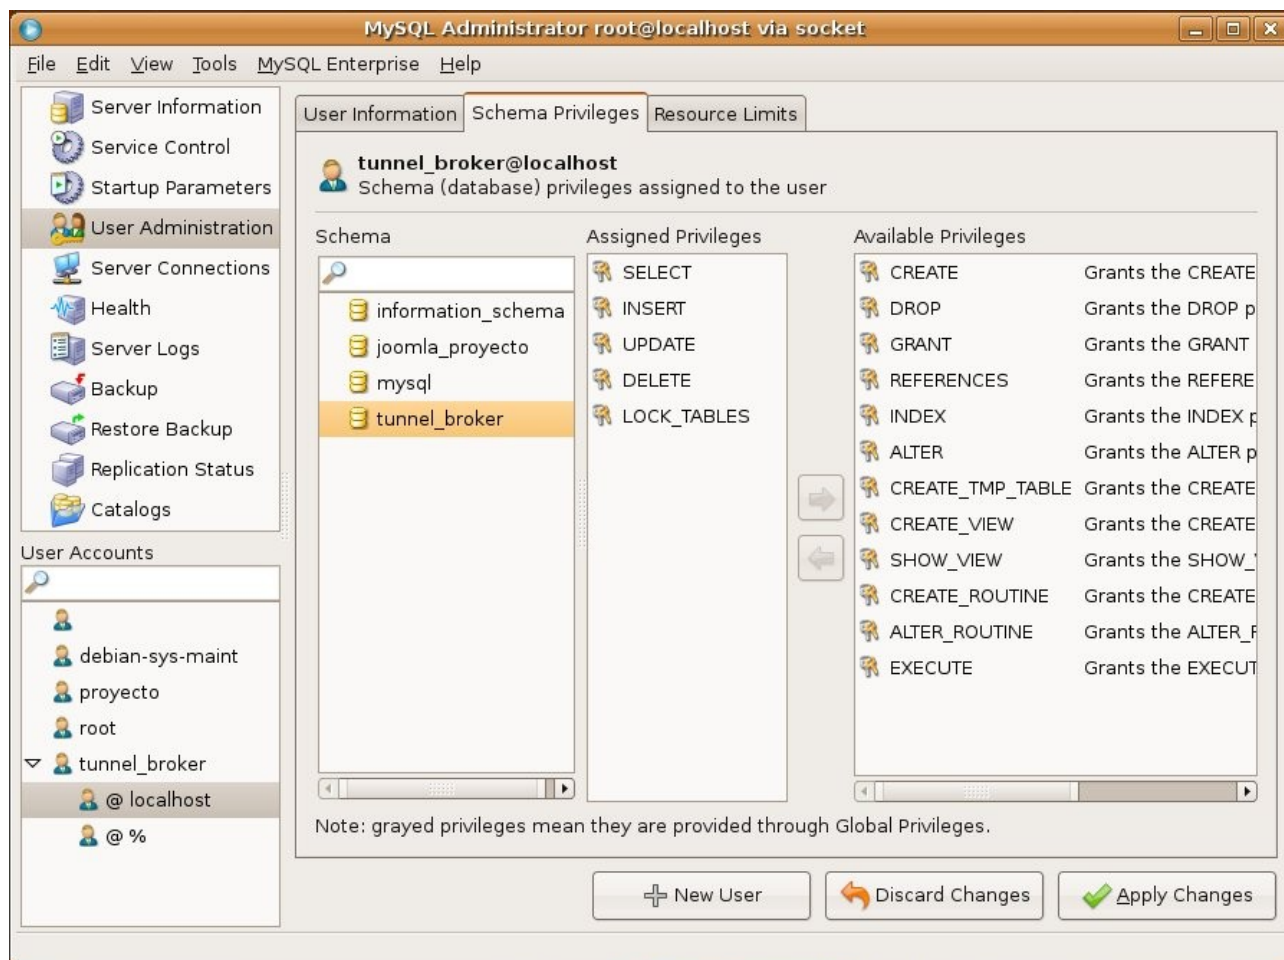 MySQL Administrator root@localhost via socket
File Edit View Tools MySQL Enterprise Help
Server Information
Service Control
Startup Parameters
User Administration
Server Connections
Health
Server Logs
Backup
Restore Backup
Replication Status
Catalogs
User Accounts
debian-sys-maint
proyecto
root
tunnel_broker
@ localhost
@ %
User Information Schema Privileges Resource Limits
tunnel_broker@localhost
Schema (database) privileges assigned to the user
Schema
information_schema
joomla_proyecto
mysql
tunnel_broker
Assigned Privileges
SELECT
INSERT
UPDATE
DELETE
LOCK_TABLES
Available Privileges
CREATE Grants the CREATE
DROP Grants the DROP p
GRANT Grants the GRANT
REFERENCES Grants the REFERE
INDEX Grants the INDEX p
ALTER Grants the ALTER p
CREATE_TMP_TABLE Grants the CREATE
CREATE_VIEW Grants the CREATE
SHOW_VIEW Grants the SHOW_
CREATE_ROUTINE Grants the CREATE
ALTER_ROUTINE Grants the ALTER_F
EXECUTE Grants the EXECUT
Note: grayed privileges mean they are provided through Global Privileges.
New User Discard Changes Apply Changes